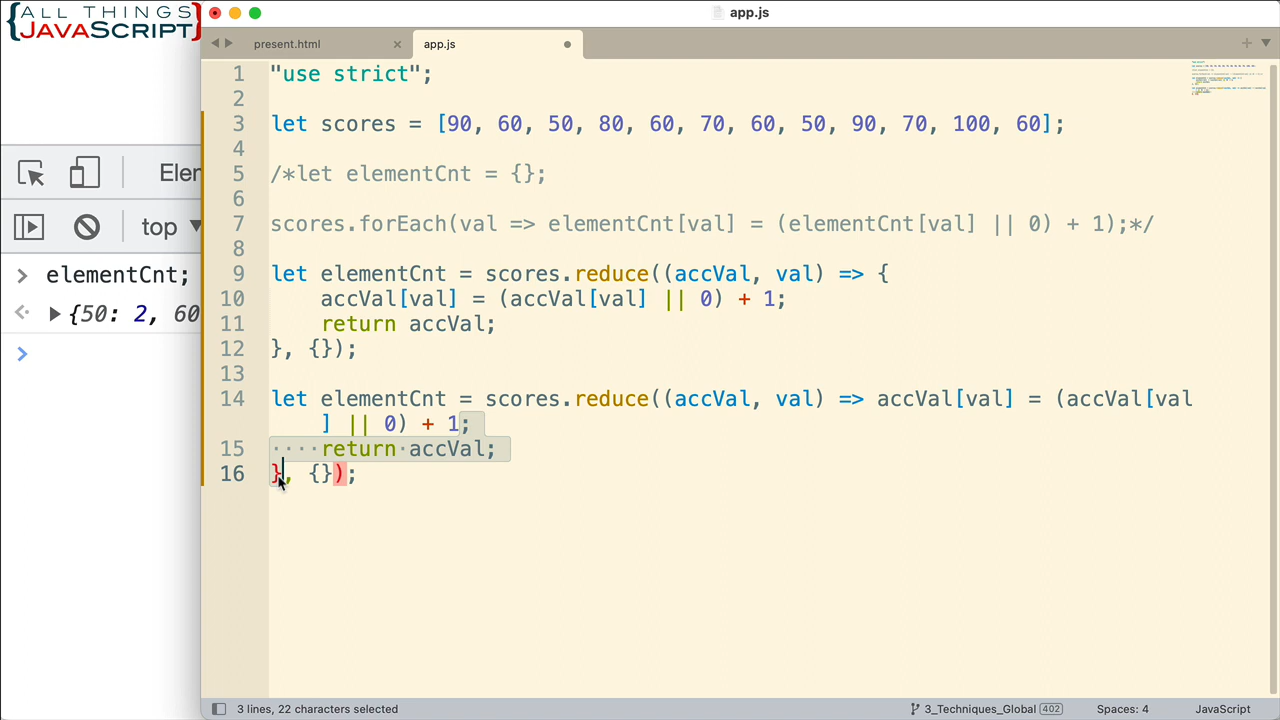 {ALL THINGS
JAVASCRIPT}
app.js
present.html
app.js
1 "use strict";
2
3 let scores = [90, 60, 50, 80, 60, 70, 60, 50, 90, 70, 100, 60];
4
5 /*let elementCnt = {};
6
7 scores.forEach(val => elementCnt[val] = (elementCnt[val] || 0) + 1);*/
8
9 let elementCnt = scores.reduce((accVal, val) => {
10 accVal[val] = (accVal[val] || 0) + 1;
11 return accVal;
12 }, {});
13
14 let elementCnt = scores.reduce((accVal, val) => accVal[val] = (accVal[val
] || 0) + 1;
15 ····return·accVal;
16 }, {});
Eler
top ▼
> elementCnt;
▶ {50: 2, 60
>
3 lines, 22 characters selected
3_Techniques_Global 402
Spaces: 4
JavaScript